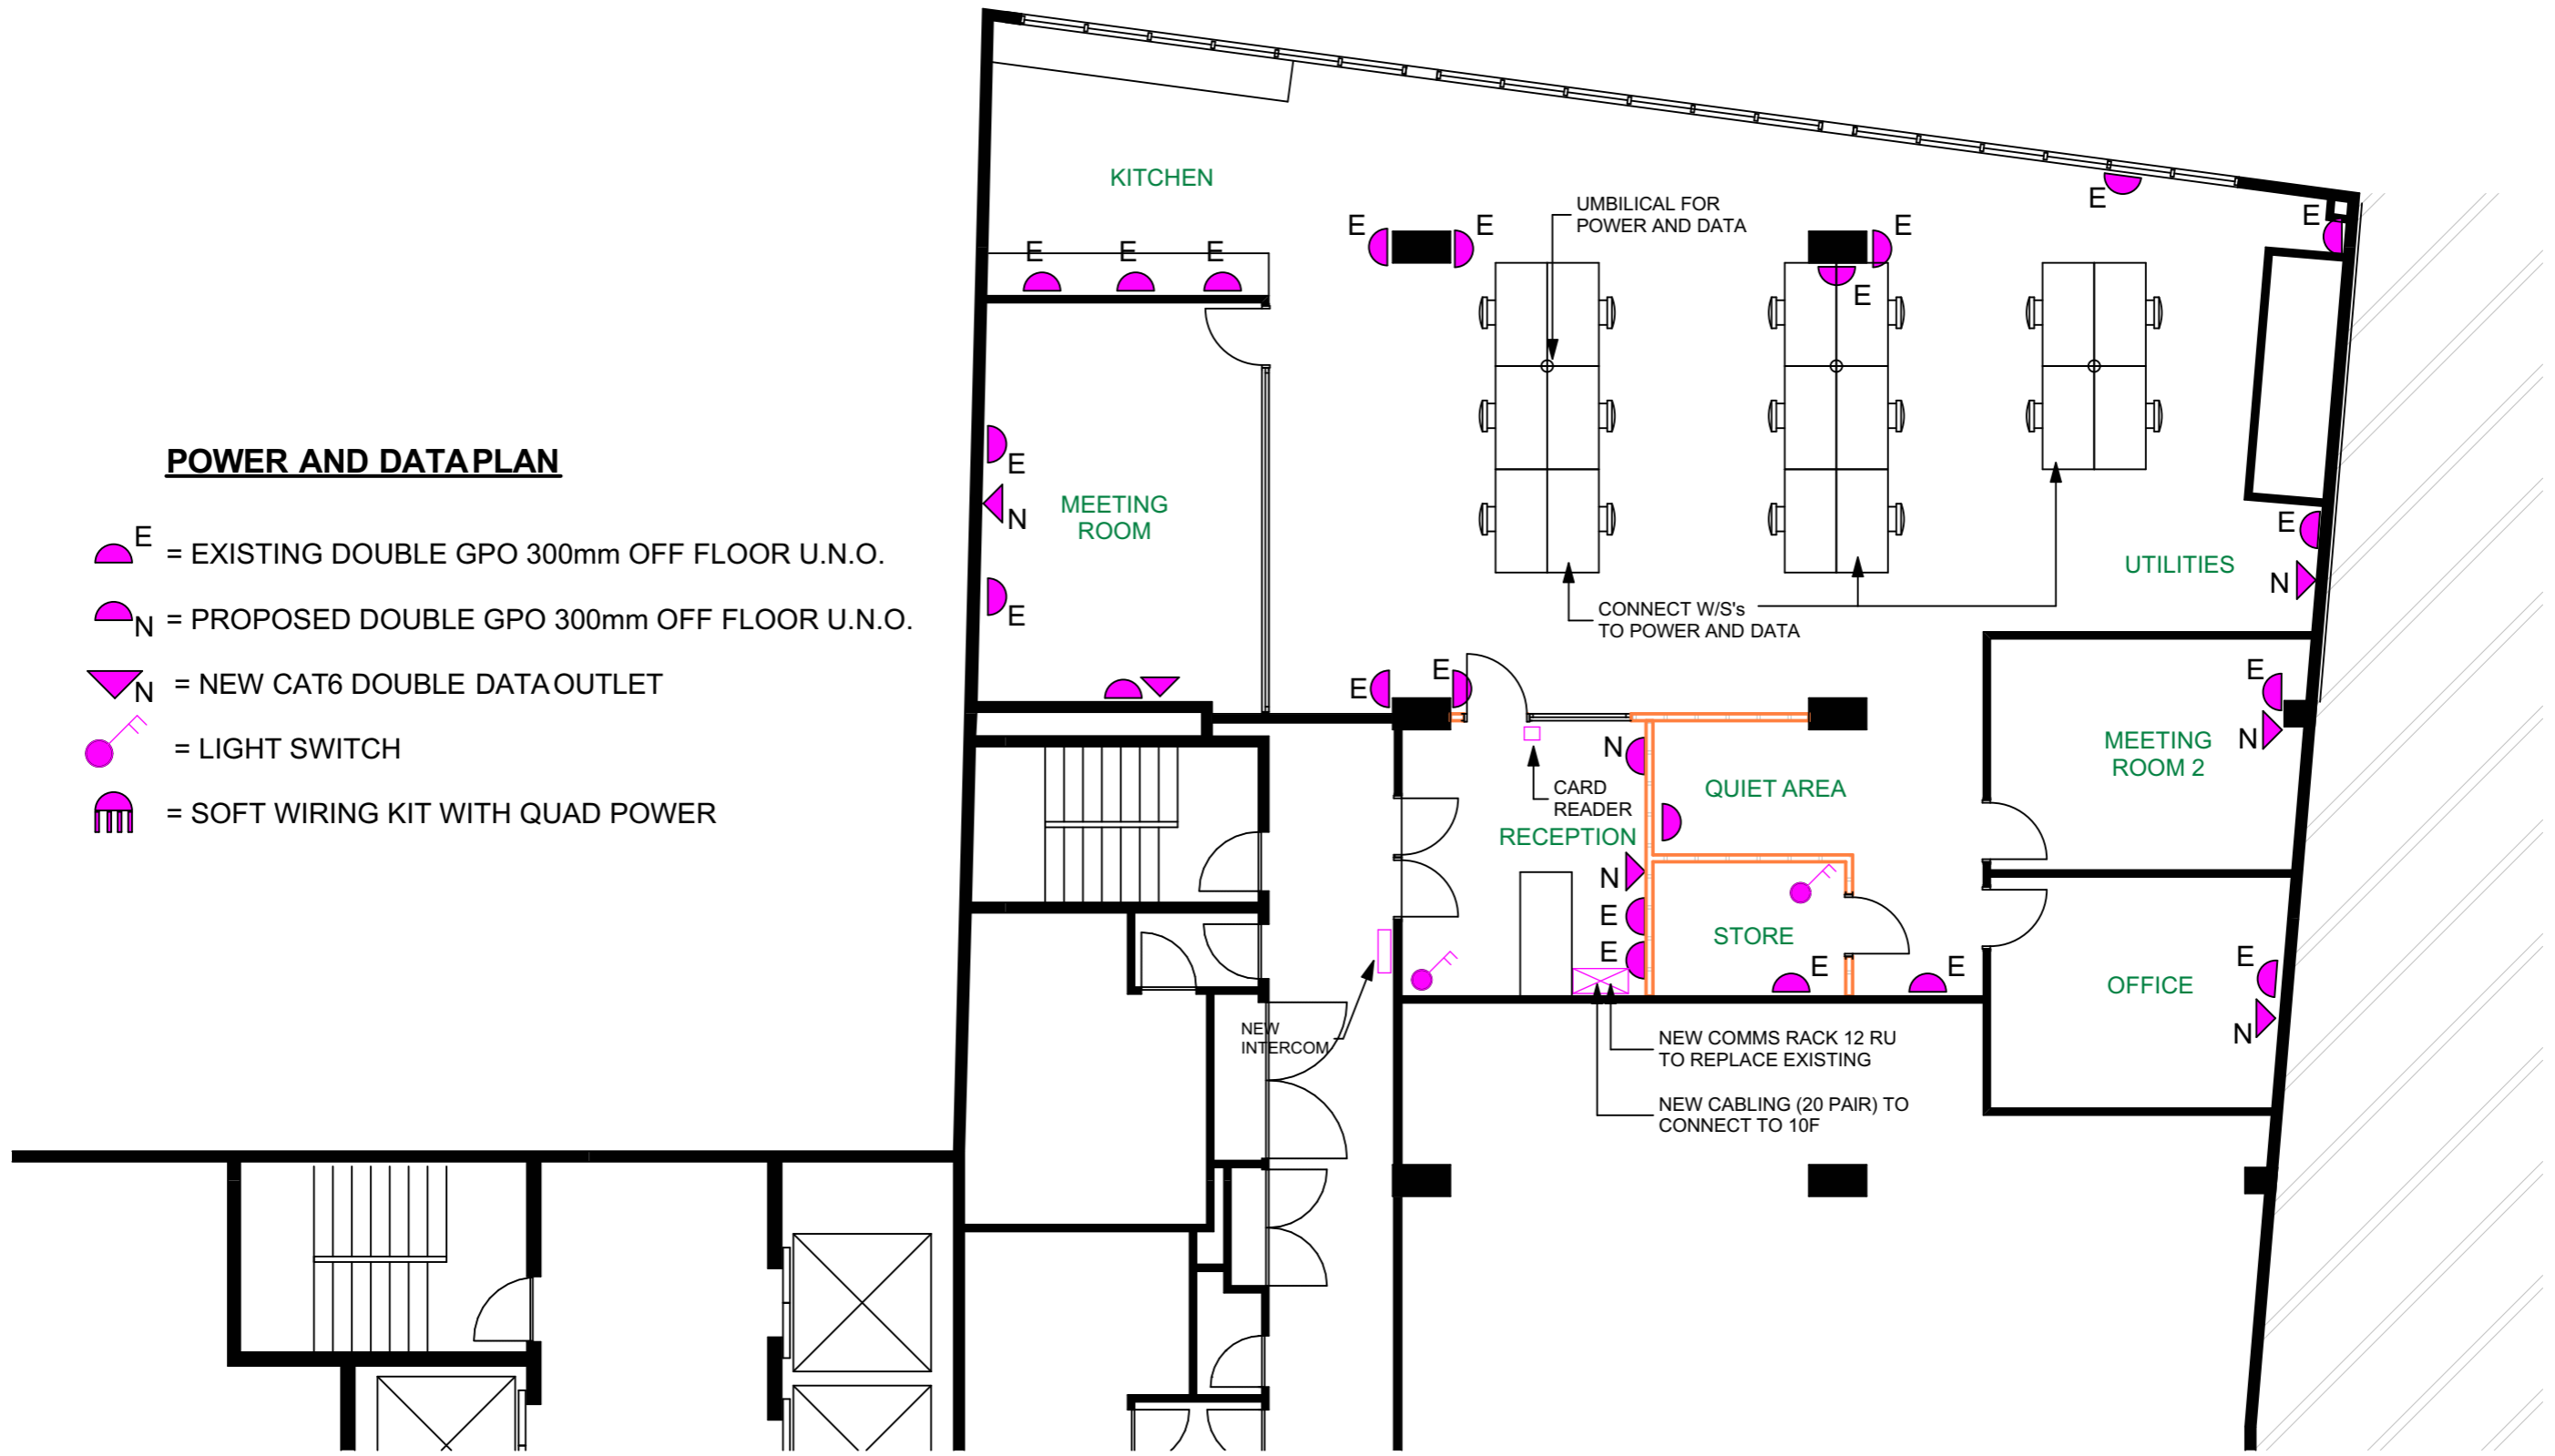 POWER AND DATA PLAN
E
= EXISTING DOUBLE GPO 300mm OFF FLOOR U.N.O.
N = PROPOSED DOUBLE GPO 300mm OFF FLOOR U.N.O.
N = NEW CAT6 DOUBLE DATA OUTLET
= LIGHT SWITCH
= SOFT WIRING KIT WITH QUAD POWER
KITCHEN
E
E
E
E
E
UMBILICAL FOR
POWER AND DATA
E
E
E
E
E
N
E
MEETING
ROOM
CONNECT W/S's
TO POWER AND DATA
E
N
UTILITIES
E
E
N
CARD
READER
RECEPTION
N
E
E
QUIET AREA
STORE
E
E
E
N
MEETING
ROOM 2
E
N
OFFICE
NEW
INTERCOM
NEW COMMS RACK 12 RU
TO REPLACE EXISTING
NEW CABLING (20 PAIR) TO
CONNECT TO 10F